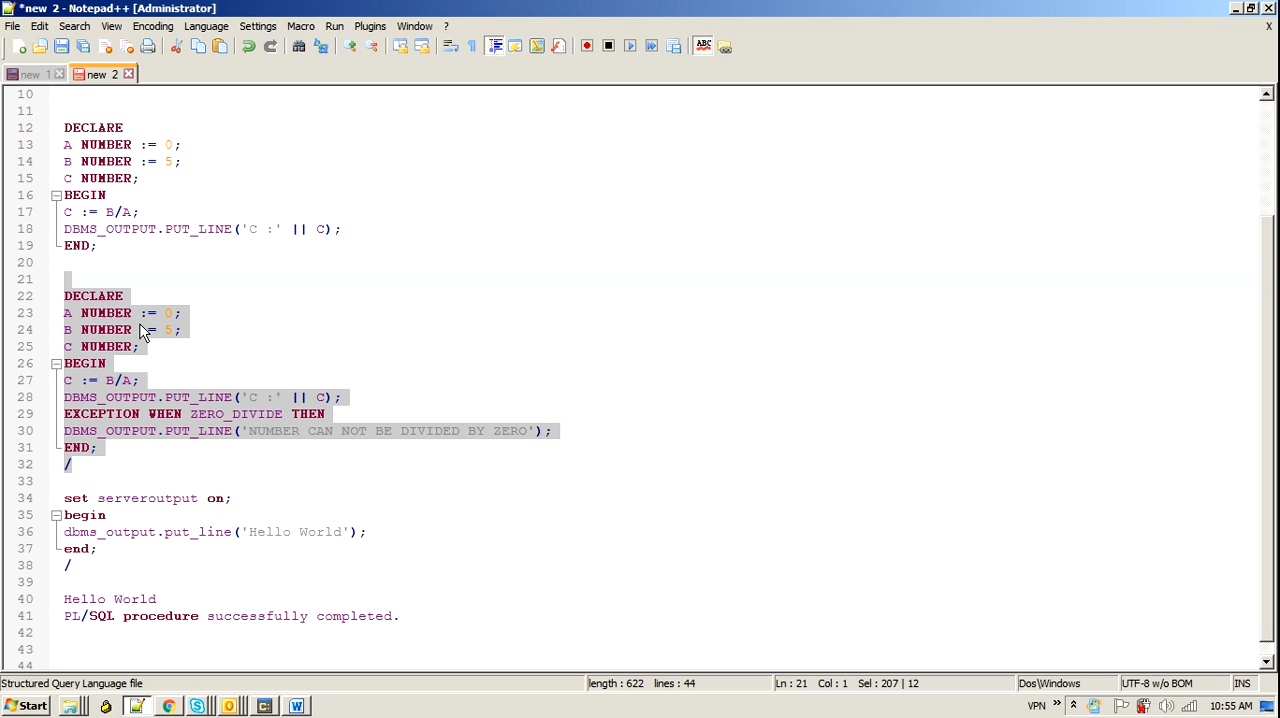 *new  2 - Notepad++ [Administrator]
File Edit Search View Encoding Language Settings Macro Run Plugins Window ? X
ABC
new  1 new  2
10
11
12 DECLARE
13 A NUMBER := 0;
14 B NUMBER := 5;
15 C NUMBER;
16 BEGIN
17 C := B/A;
18 DBMS_OUTPUT.PUT_LINE('C :' || C);
19 END;
20
21
22 DECLARE
23 A NUMBER := 0;
24 B NUMBER := 5;
25 C NUMBER;
26 BEGIN
27 C := B/A;
28 DBMS_OUTPUT.PUT_LINE('C :' || C);
29 EXCEPTION WHEN ZERO_DIVIDE THEN
30 DBMS_OUTPUT.PUT_LINE('NUMBER CAN NOT BE DIVIDED BY ZERO');
31 END;
32 /
33
34 set serveroutput on;
35 begin
36 dbms_output.put_line('Hello World');
37 end;
38 /
39
40 Hello World
41 PL/SQL procedure successfully completed.
42
43
44
Structured Query Language file length : 622 lines : 44 Ln : 21 Col : 1 Sel : 207 | 12 Dos\Windows UTF-8 w/o BOM INS
Start VPN 10:55 AM